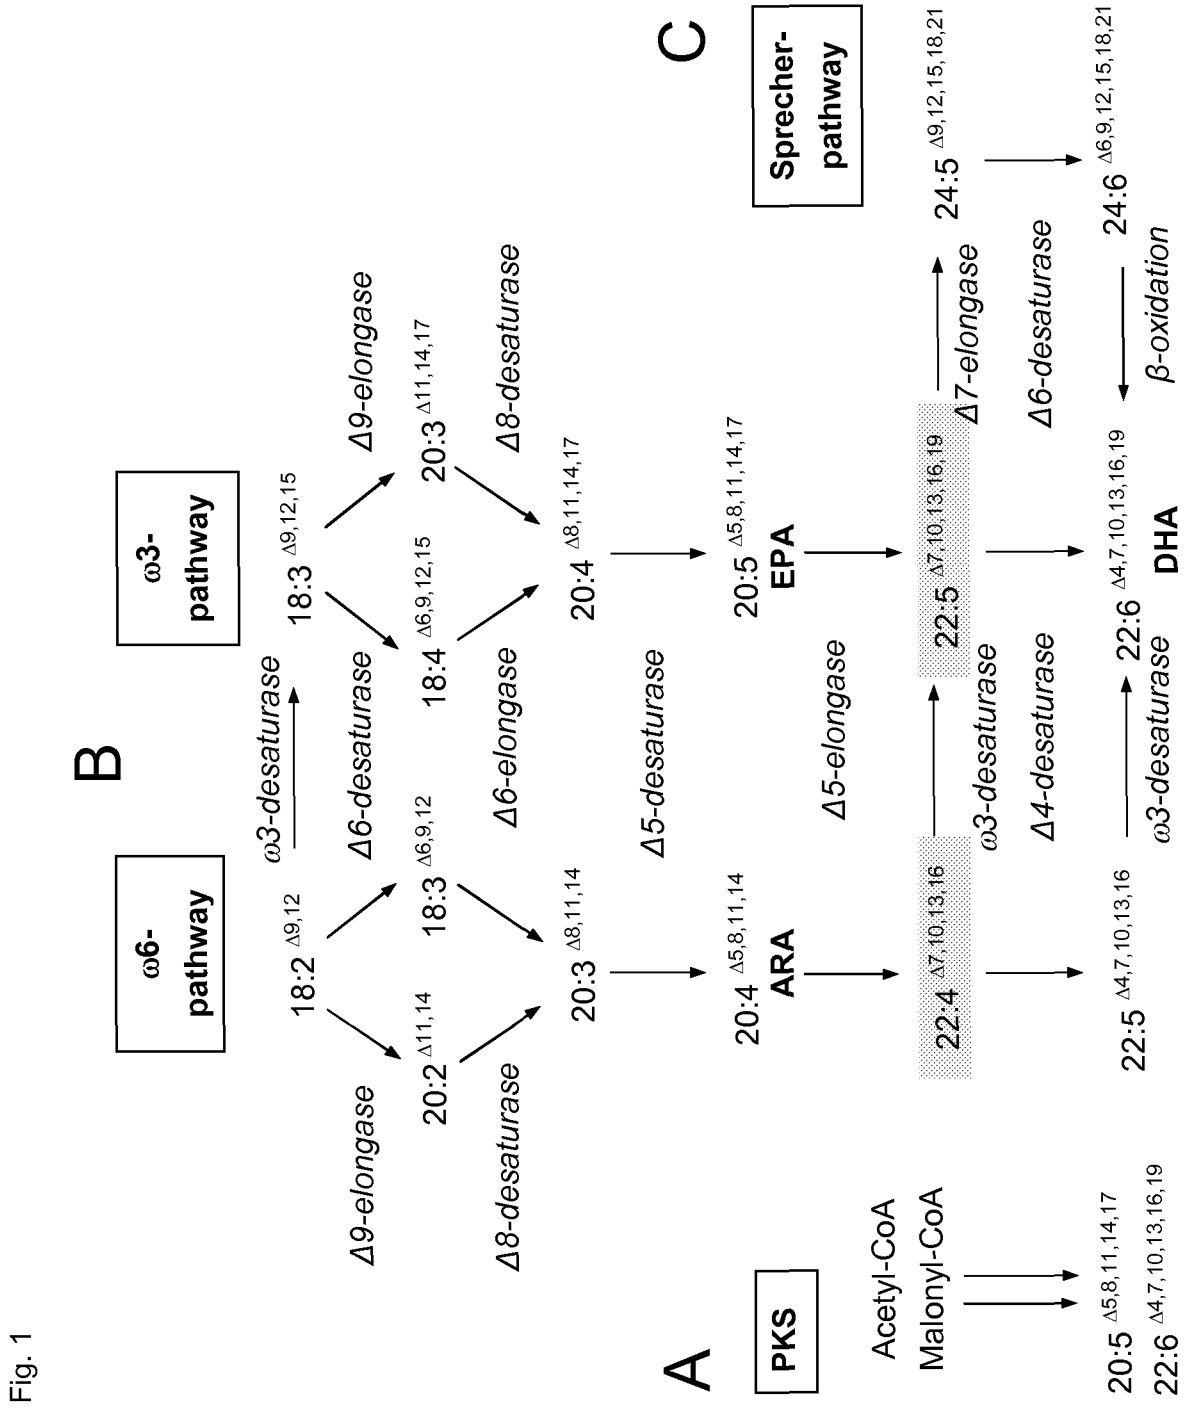 Fig. 1
A
PKS
Acetyl-CoA
Malonyl-CoA
20:5 Δ5,8,11,14,17
22:6 Δ4,7,10,13,16,19
B
ω6-
pathway
ω3-
pathway
18:2 Δ9,12
ω3-desaturase
18:3 Δ9,12,15
Δ9-elongase
Δ6-desaturase
Δ9-elongase
20:2 Δ11,14
18:3 Δ6,9,12
18:4 Δ6,9,12,15
20:3 Δ11,14,17
Δ8-desaturase
Δ6-elongase
Δ8-desaturase
20:3 Δ8,11,14
20:4 Δ8,11,14,17
Δ5-desaturase
20:4 Δ5,8,11,14
ARA
20:5 Δ5,8,11,14,17
EPA
Δ5-elongase
22:4 Δ7,10,13,16
22:5 Δ7,10,13,16,19
ω3-desaturase
Δ4-desaturase
22:5 Δ4,7,10,13,16
ω3-desaturase
22:6 Δ4,7,10,13,16,19
DHA
C
Sprecher-
pathway
Δ7-elongase
24:5 Δ9,12,15,18,21
Δ6-desaturase
24:6 Δ6,9,12,15,18,21
β-oxidation